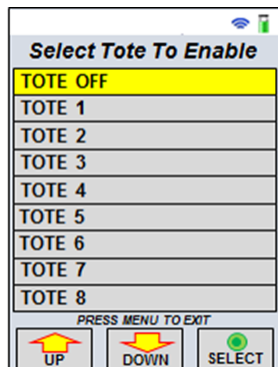 Select Tote To Enable
TOTE OFF
TOTE 1
TOTE 2
TOTE 3
TOTE 4
TOTE 5
TOTE 6
TOTE 7
TOTE 8
PRESS MENU TO EXIT
UP DOWN SELECT